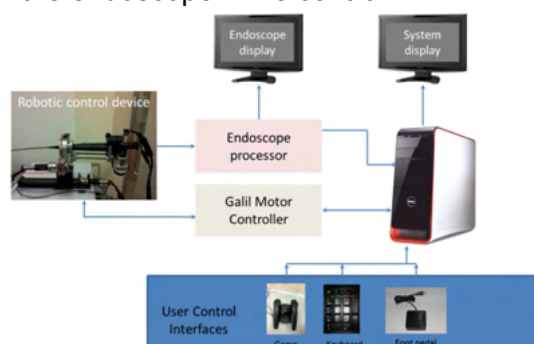 Endoscope
display
System
display
Robotic control device
Endoscope
processor
Galil Motor
Controller
User Control
Interfaces
Keyboard
Foot pedal